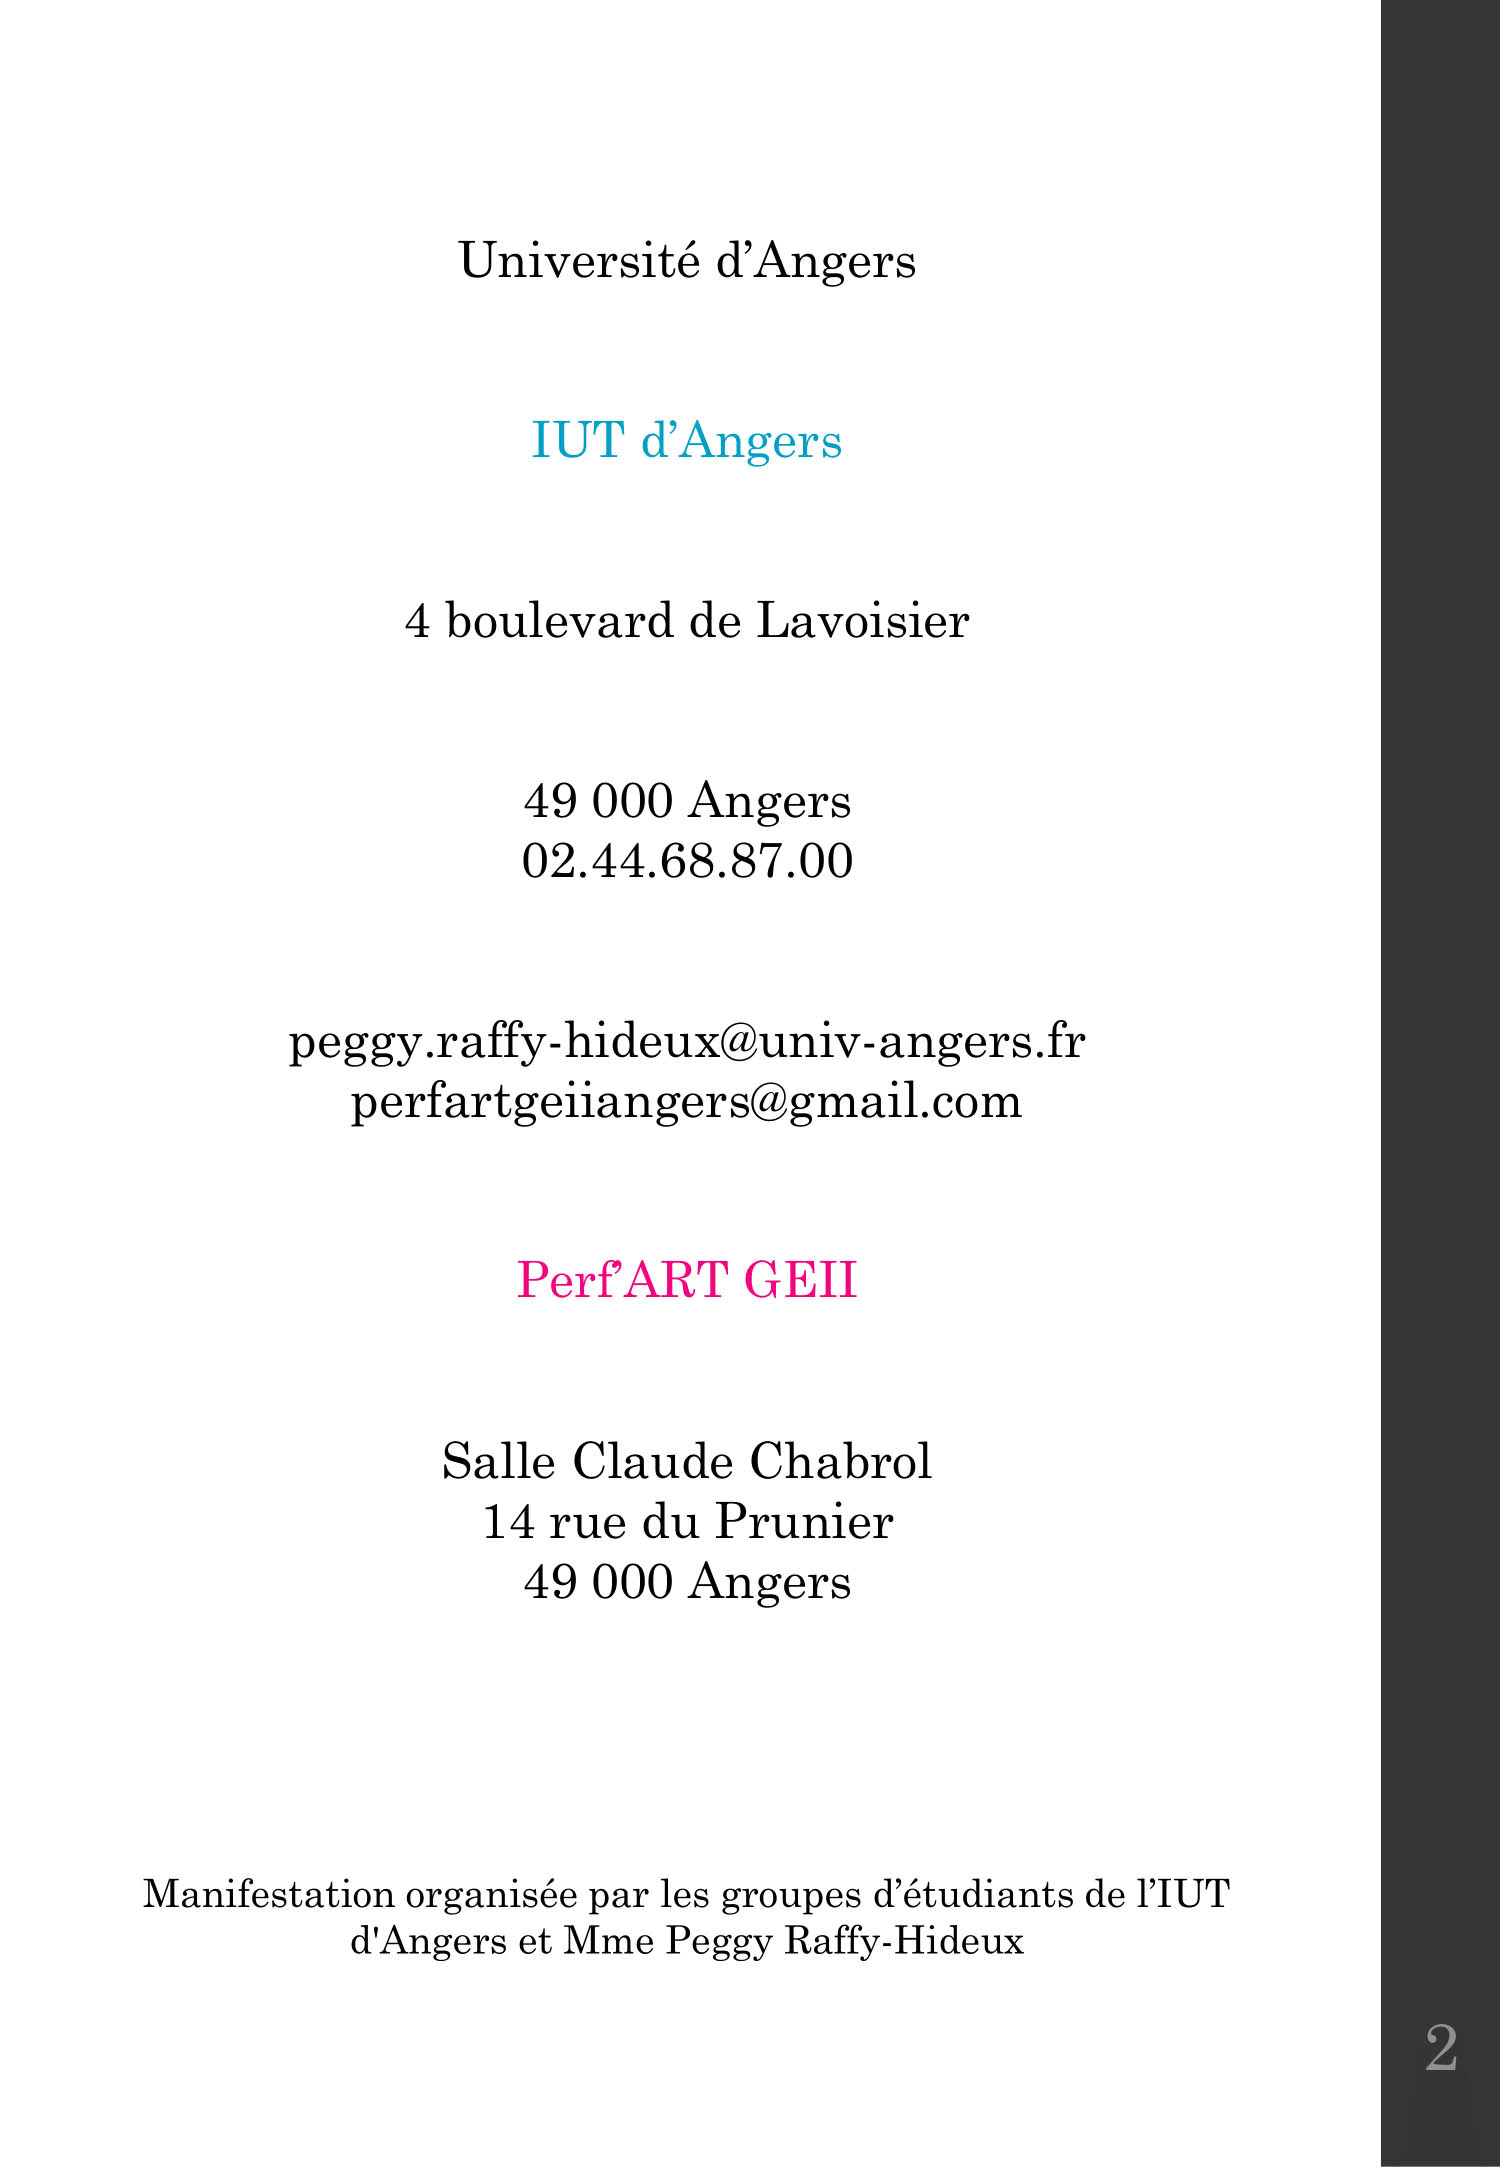 Université d’Angers
IUT d’Angers
4 boulevard de Lavoisier
49 000 Angers
02.44.68.87.00
peggy.raffy-hideux@univ-angers.fr
perfartgeiiangers@gmail.com
Perf’ART GEII
Salle Claude Chabrol
14 rue du Prunier
49 000 Angers
Manifestation organisée par les groupes d’étudiants de l’IUT
d'Angers et Mme Peggy Raffy-Hideux
2